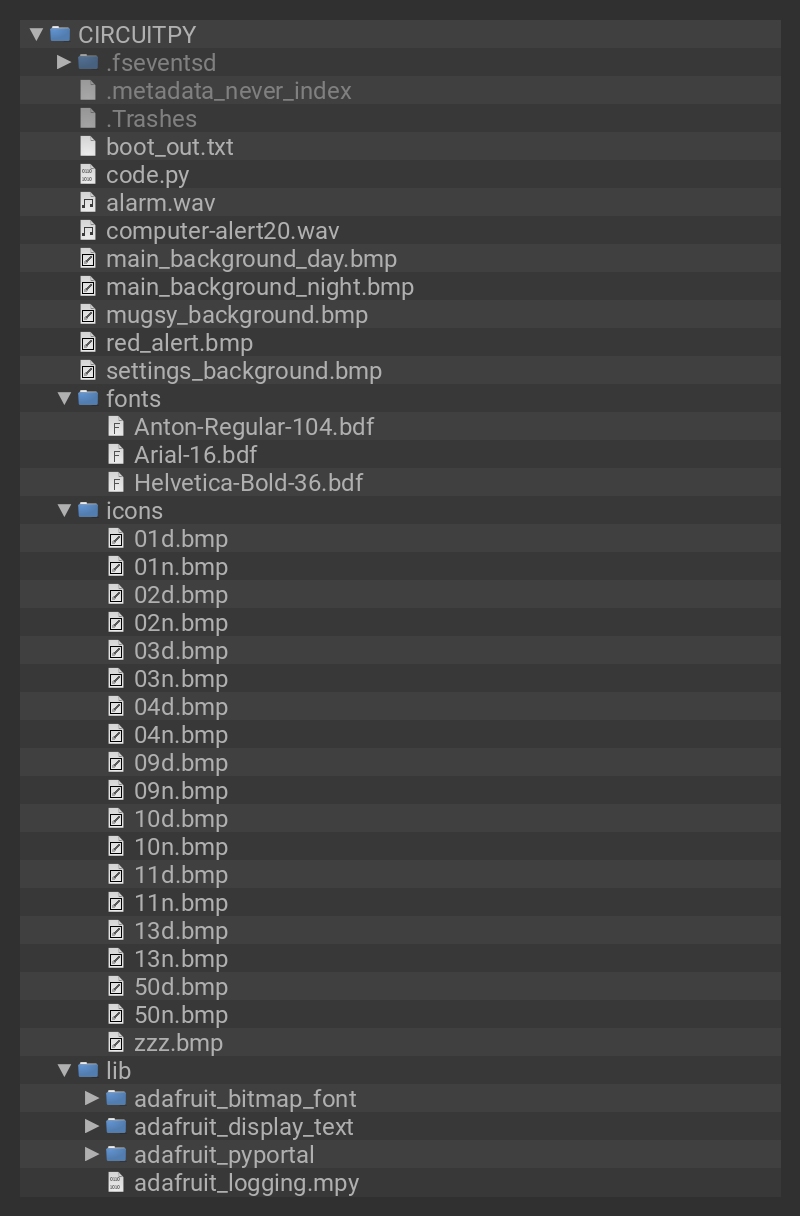 CIRCUITPY
.fseventsd
.metadata_never_index
.Trashes
boot_out.txt
code.py
alarm.wav
computer-alert20.wav
main_background_day.bmp
main_background_night.bmp
mugsy_background.bmp
red_alert.bmp
settings_background.bmp
fonts
Anton-Regular-104.bdf
Arial-16.bdf
Helvetica-Bold-36.bdf
icons
01d.bmp
01n.bmp
02d.bmp
02n.bmp
03d.bmp
03n.bmp
04d.bmp
04n.bmp
09d.bmp
09n.bmp
10d.bmp
10n.bmp
11d.bmp
11n.bmp
13d.bmp
13n.bmp
50d.bmp
50n.bmp
zzz.bmp
lib
adafruit_bitmap_font
adafruit_display_text
adafruit_pyportal
adafruit_logging.mpy